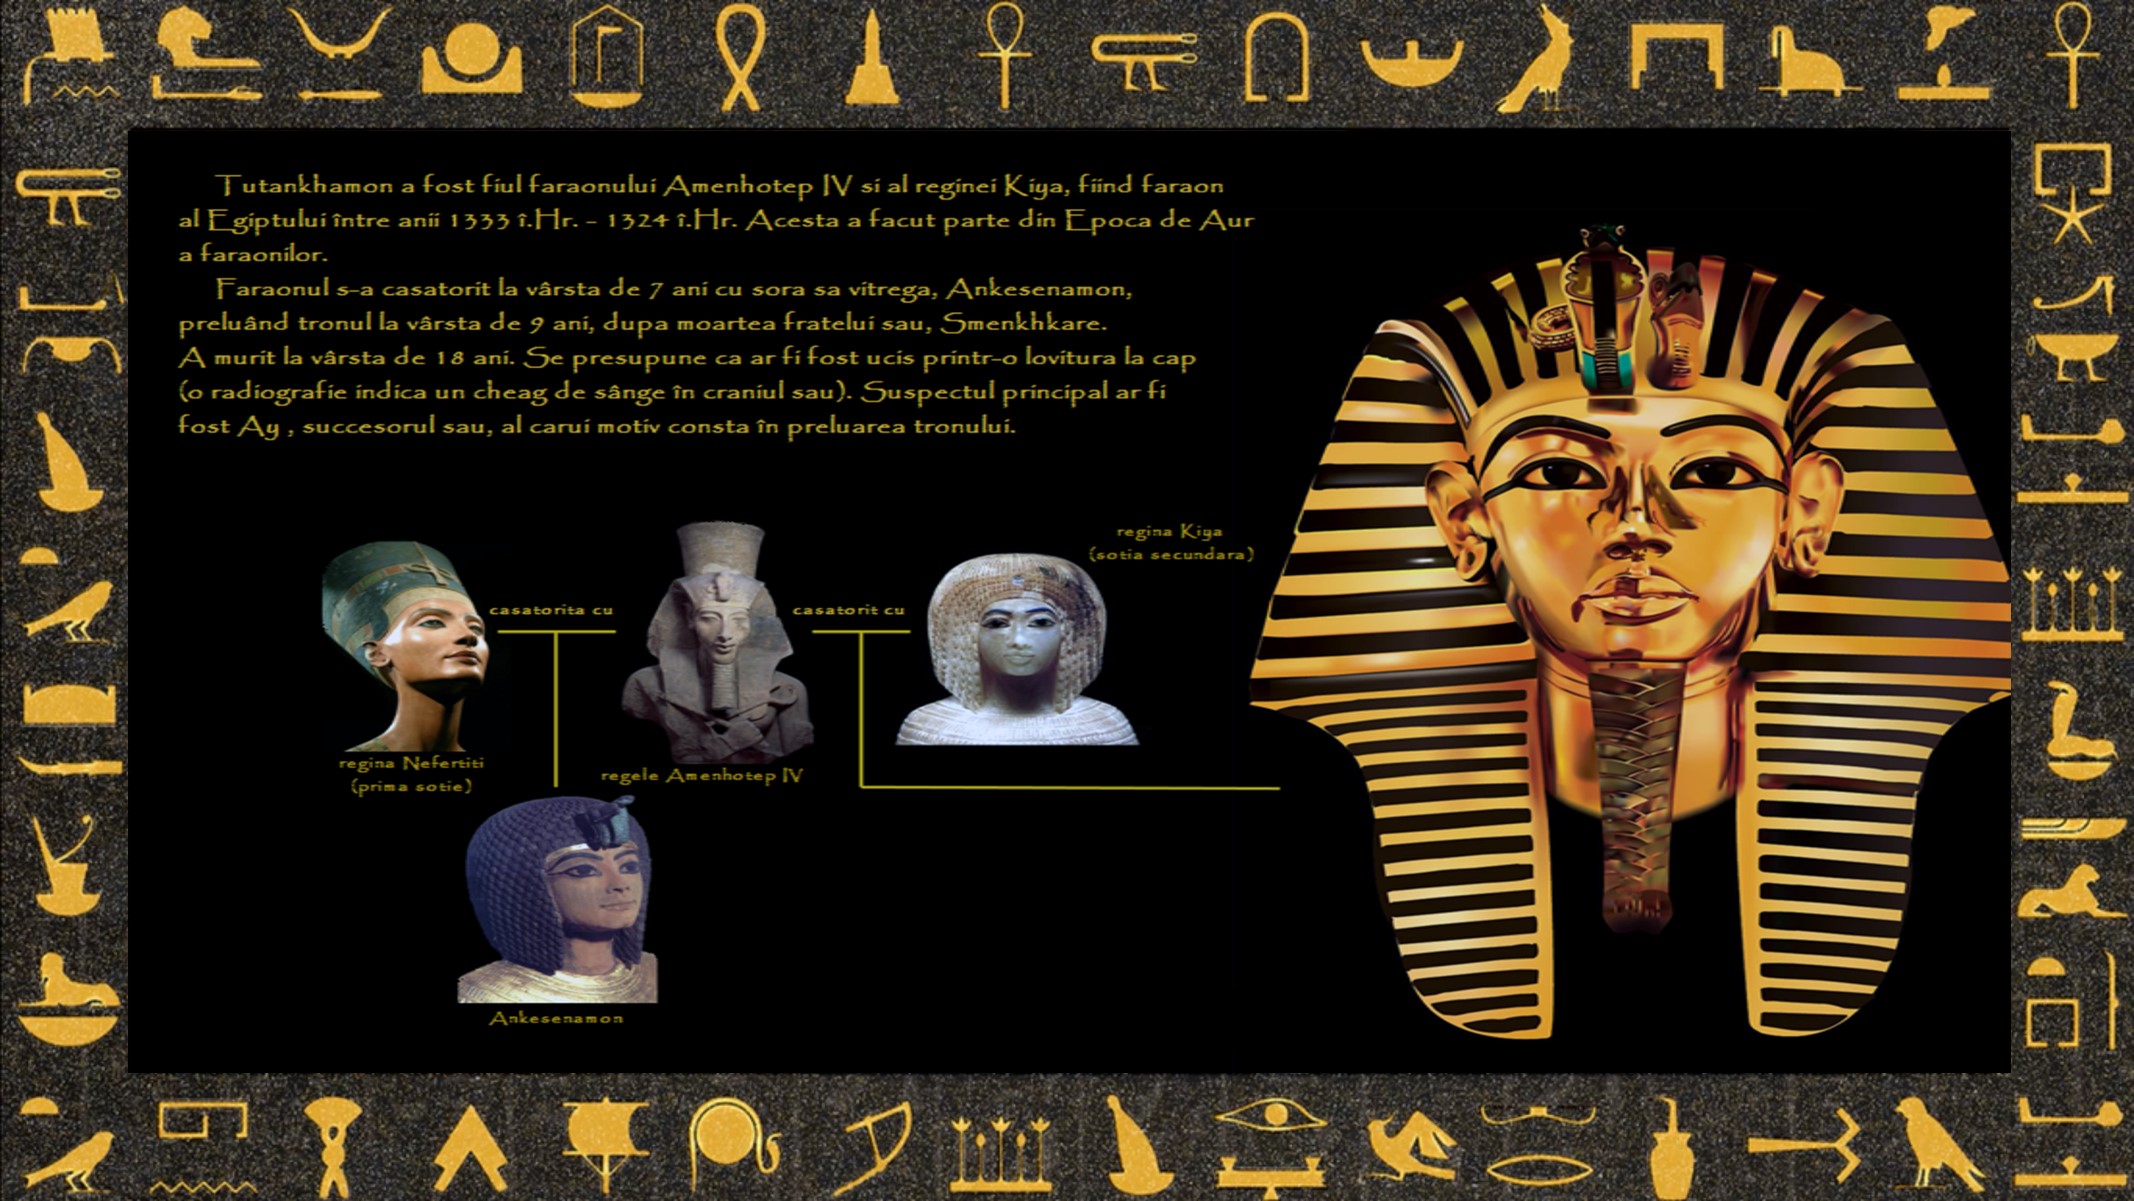 Tutankhamon a fost fiul faraonului Amenhotep IV si al reginei Kiya, fiind faraon
al Egiptului între anii 1333 î.Hr. - 1324 î.Hr. Acesta a facut parte din Epoca de Aur
a faraonilor.
Faraonul s-a casatorit la vârsta de 7 ani cu sora sa vitrega, Ankesenamon,
preluând tronul la vârsta de 9 ani, dupa moartea fratelui sau, Smenkhkare.
A murit la vârsta de 18 ani. Se presupune ca ar fi fost ucis printr-o lovitura la cap
(o radiografie indica un cheag de sânge în craniul sau). Suspectul principal ar fi
fost Ay , succesorul sau, al carui motiv consta în preluarea tronului.
regina Kiya
(sotia secundara)
casatorita cu
casatorit cu
regina Nefertiti
(prima sotie)
regele Amenhotep IV
Ankesenamon